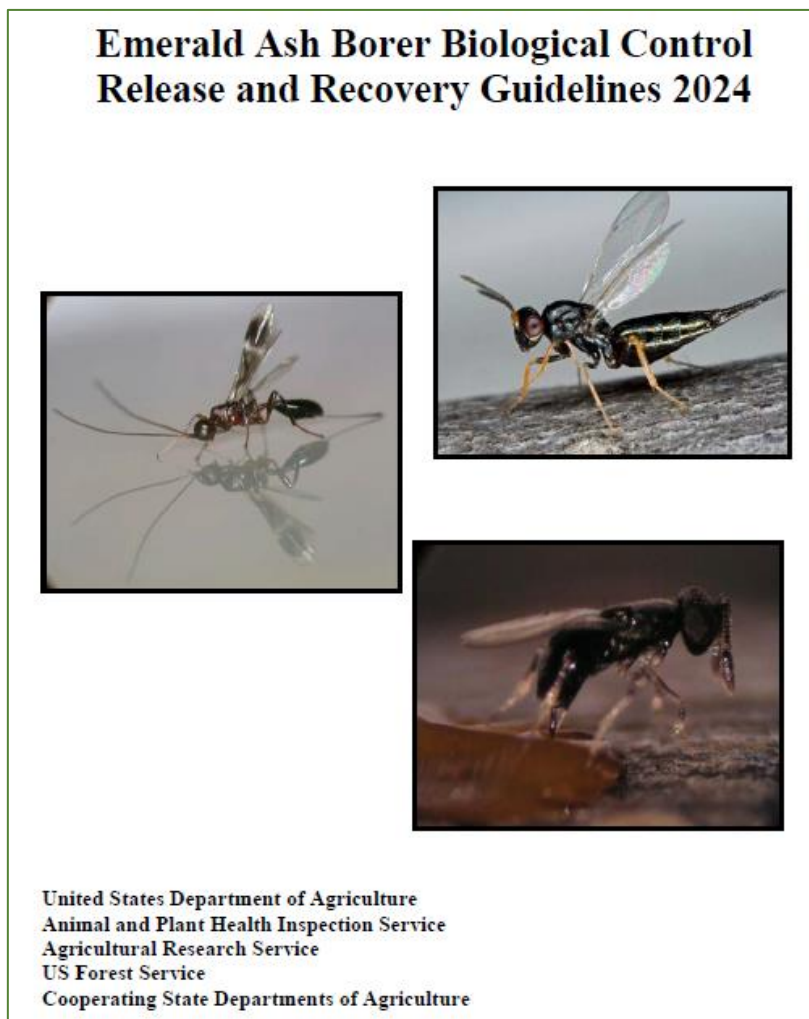 Emerald Ash Borer Biological Control
Release and Recovery Guidelines 2024
United States Department of Agriculture
Animal and Plant Health Inspection Service
Agricultural Research Service
US Forest Service
Cooperating State Departments of Agriculture